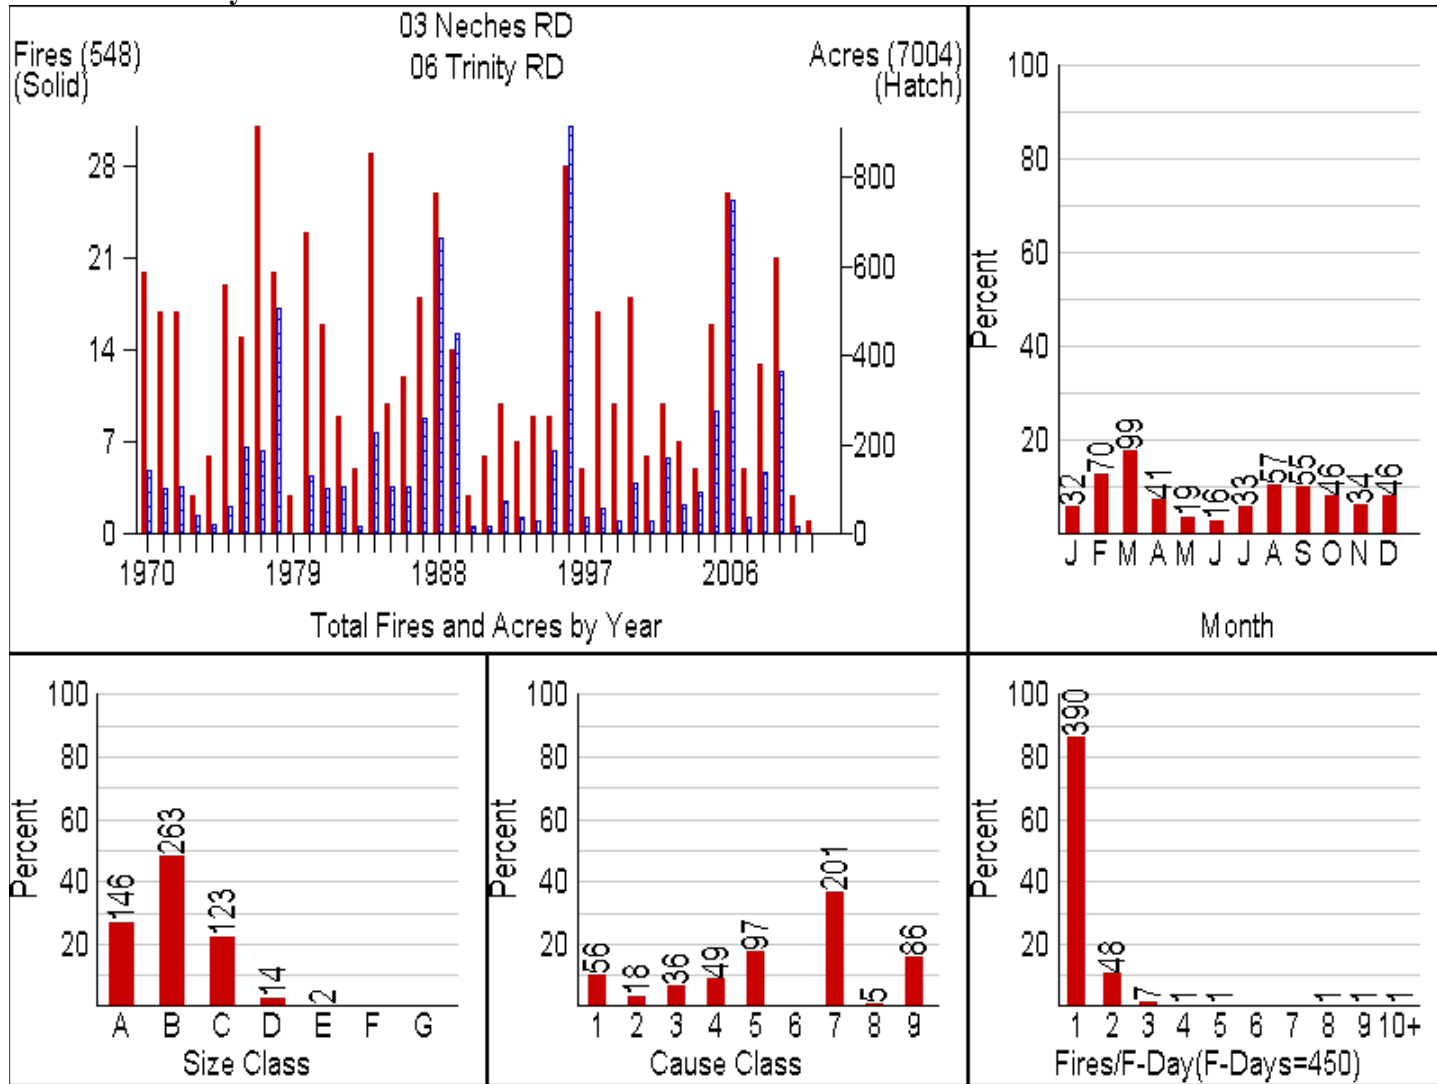 03 Neches RD
06 Trinity RD
Fires (548)
(Solid)
Acres (7004)
(Hatch)
28
21
14
7
0
800
600
400
200
0
1970 1979 1988 1997 2006
Total Fires and Acres by Year
100
80
60
40
20
Percent
32 70 99 41 19 16 33 57 55 46 34 46
J F M A M J J A S O N D
Month
100
80
60
40
20
Percent
146 263 123 14 2
A B C D E F G
Size Class
100
80
60
40
20
Percent
56 18 36 49 97 201 5 86
1 2 3 4 5 6 7 8 9
Cause Class
100
80
60
40
20
Percent
390 48 7 1 1 1 1 1
1 2 3 4 5 6 7 8 9 10+
Fires/F-Day(F-Days=450)